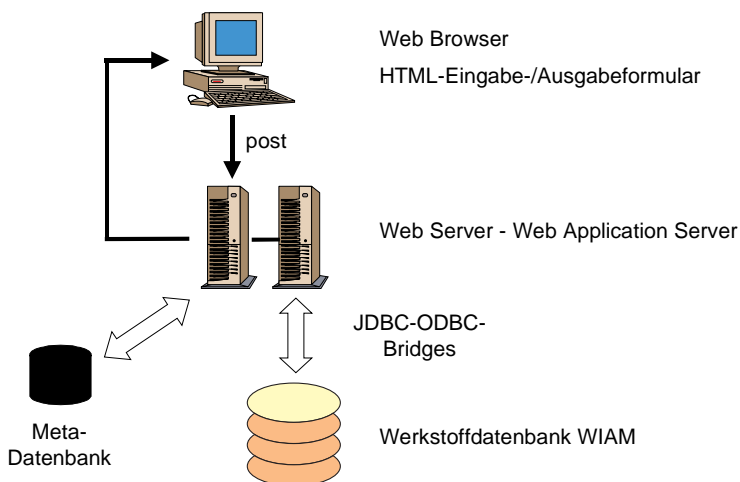 Web Browser
HTML-Eingabe-/Ausgabeformular
post
Web Server - Web Application Server
JDBC-ODBC-
Bridges
Meta-
Datenbank
Werkstoffdatenbank WIAM